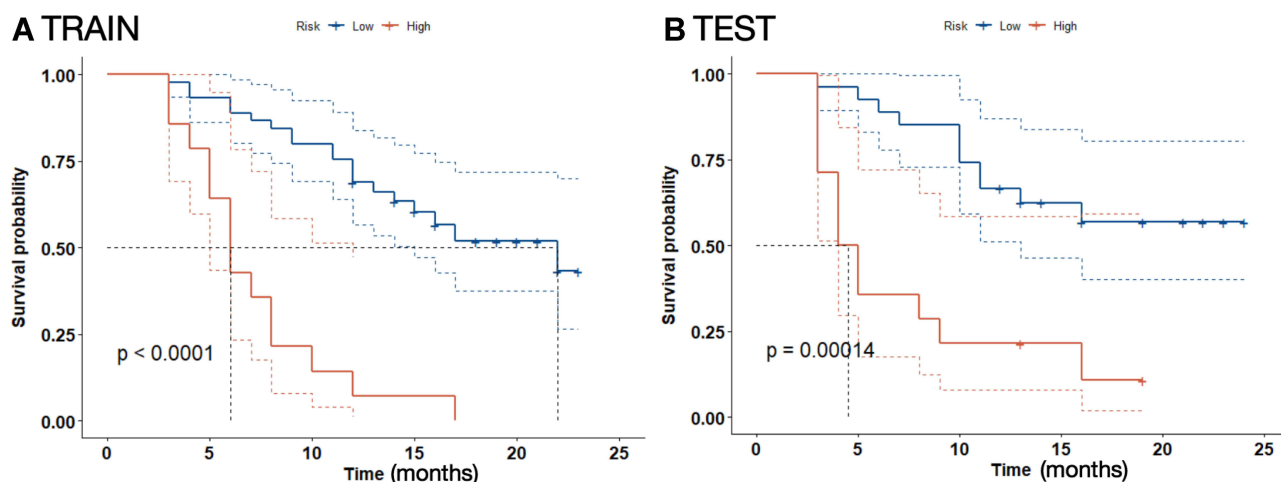 A TRAIN
Risk Low High
1.00
0.75
0.50
0.25
0.00
Survival probability
p < 0.0001
0 5 10 15 20 25
Time (months)
B TEST
Risk Low High
1.00
0.75
0.50
0.25
0.00
Survival probability
p = 0.00014
0 5 10 15 20 25
Time (months)